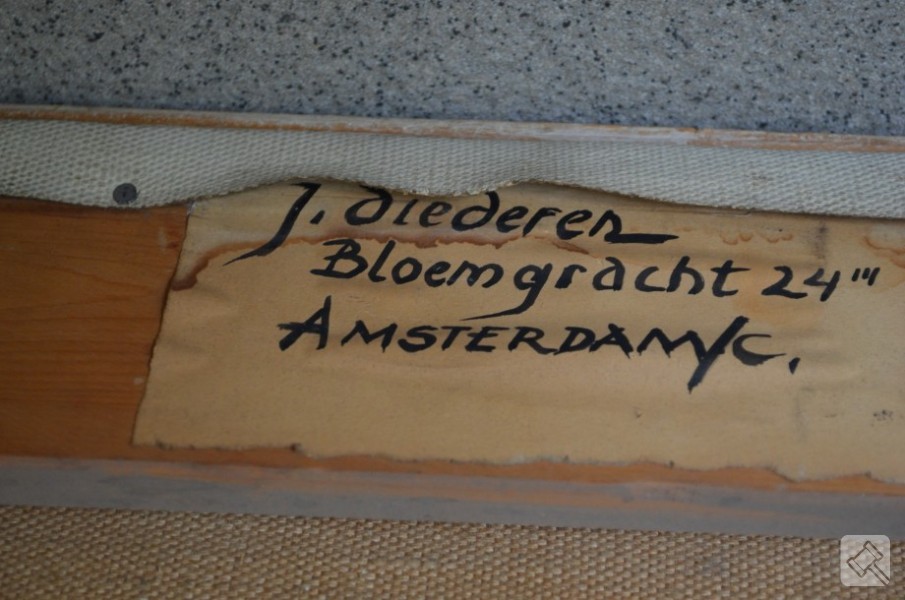 J. Diederen
Bloemgracht 24'''
AMSTERDAM/C.